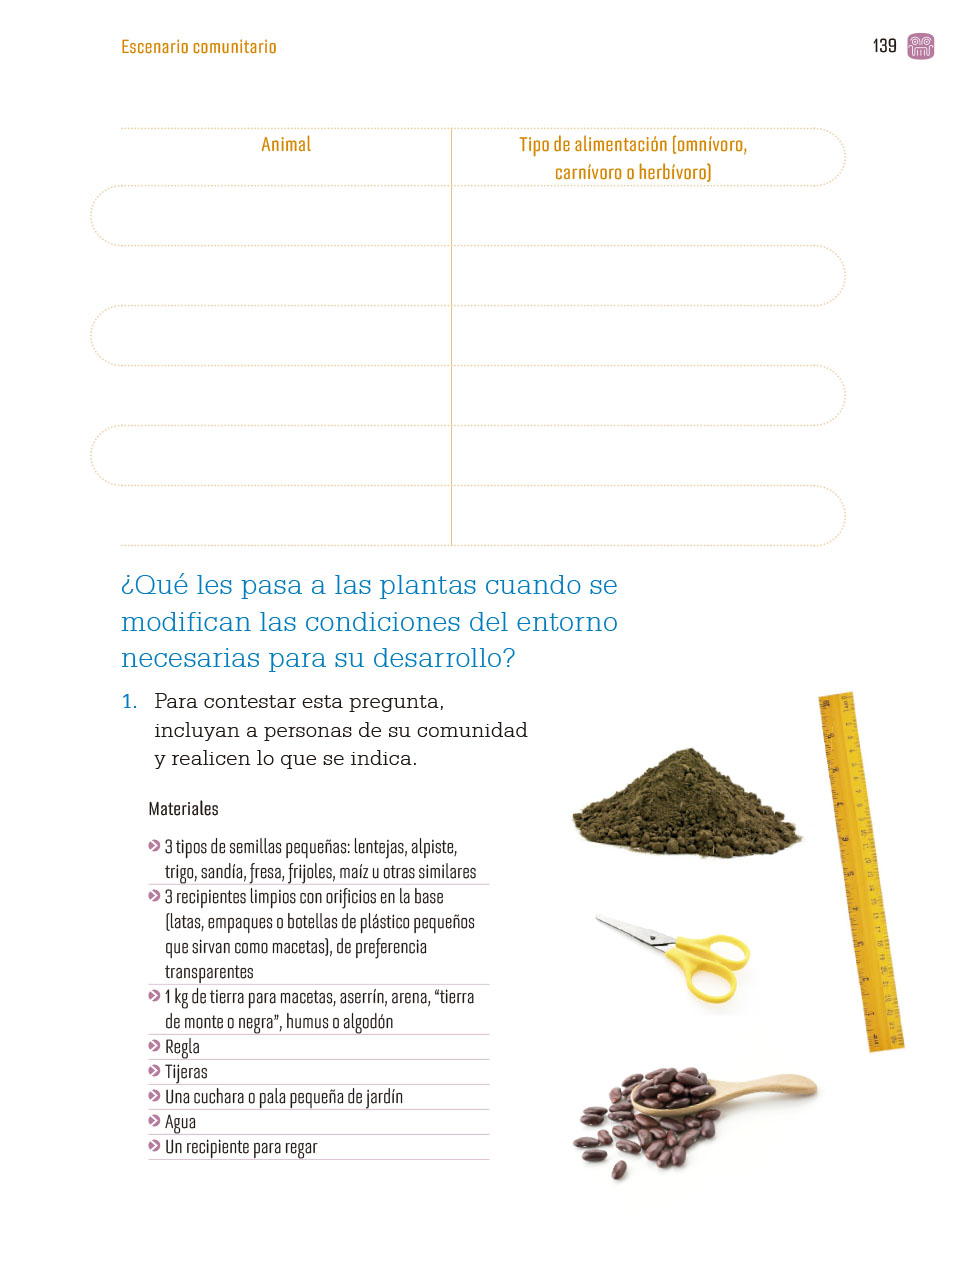 Escenario comunitario
139
Animal
Tipo de alimentación (omnívoro,
carnívoro o herbívoro)
¿Qué les pasa a las plantas cuando se
modifican las condiciones del entorno
necesarias para su desarrollo?
1. Para contestar esta pregunta,
incluyan a personas de su comunidad
y realicen lo que se indica.
Materiales
3 tipos de semillas pequeñas: lentejas, alpiste,
trigo, sandía, fresa, frijoles, maíz u otras similares
3 recipientes limpios con orificios en la base
(latas, empaques o botellas de plástico pequeños
que sirvan como macetas), de preferencia
transparentes
1 kg de tierra para macetas, aserrín, arena, “tierra
de monte o negra”, humus o algodón
Regla
Tijeras
Una cuchara o pala pequeña de jardín
Agua
Un recipiente para regar